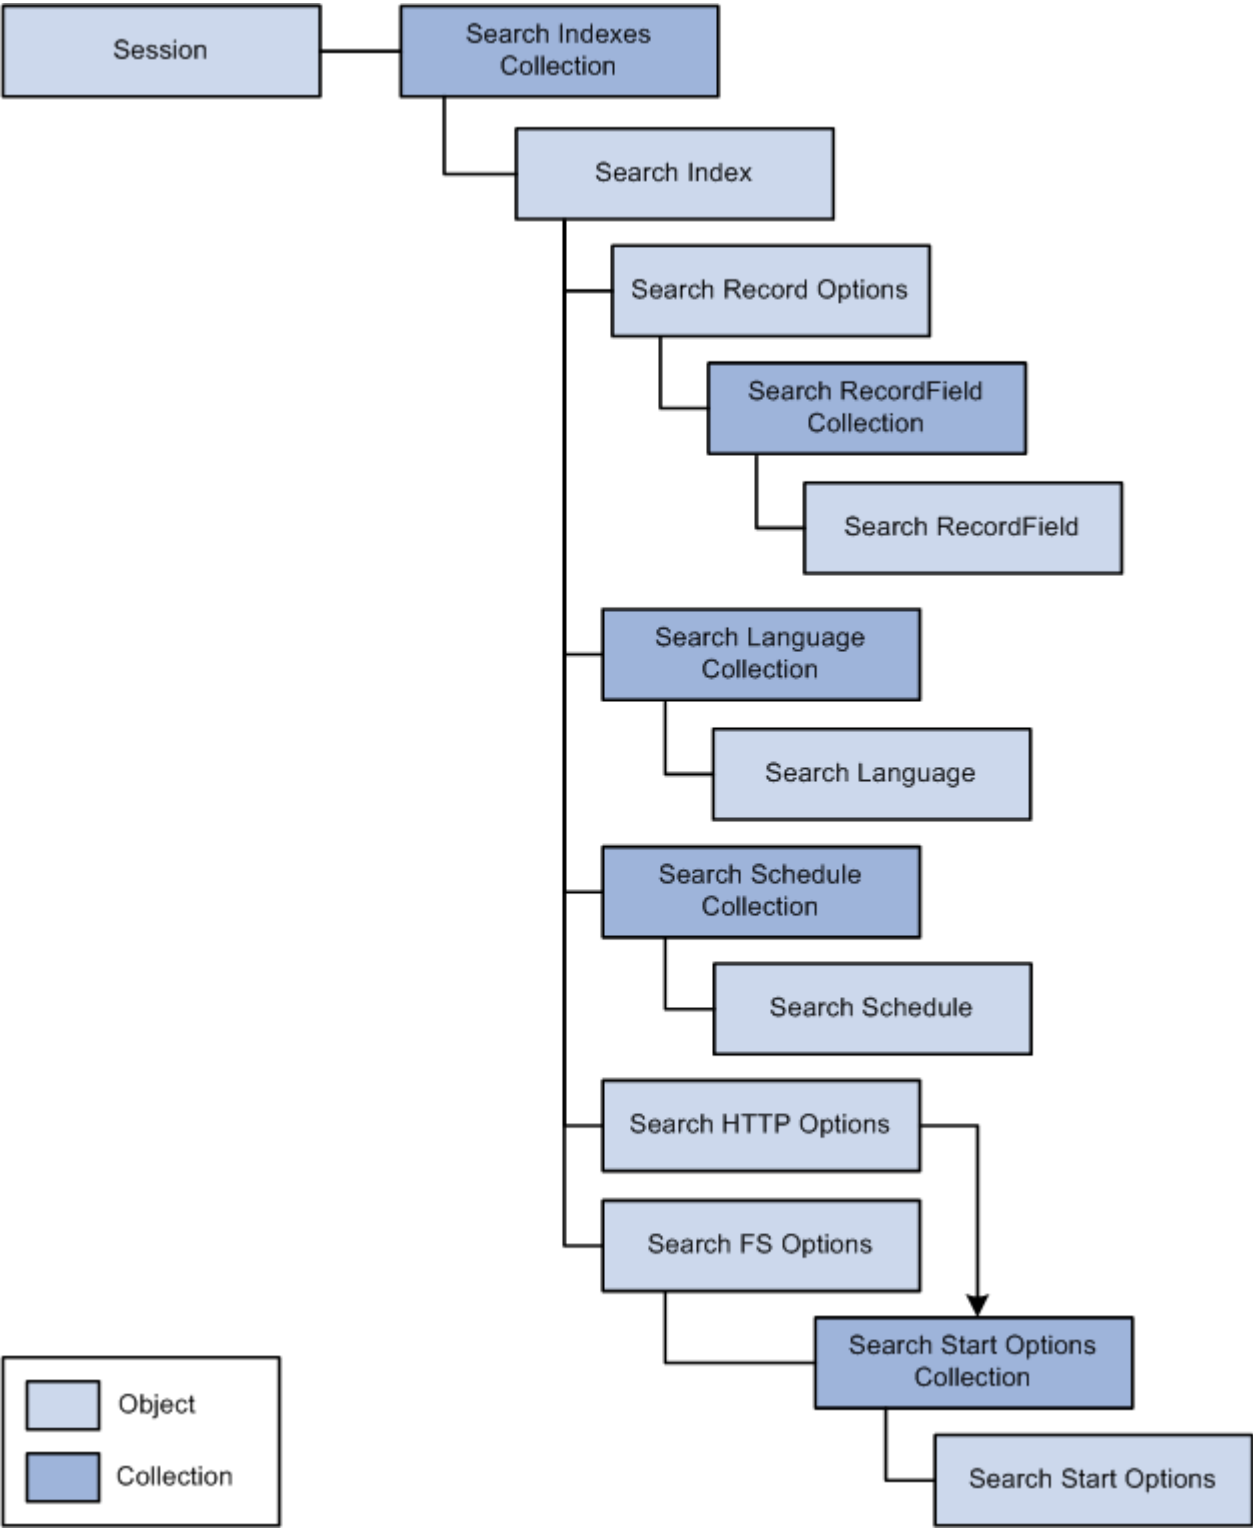 Session
Search Indexes
Collection
Search Index
Search Record Options
Search RecordField
Collection
Search RecordField
Search Language
Collection
Search Language
Search Schedule
Collection
Search Schedule
Search HTTP Options
Search FS Options
Search Start Options
Collection
Search Start Options
Object
Collection